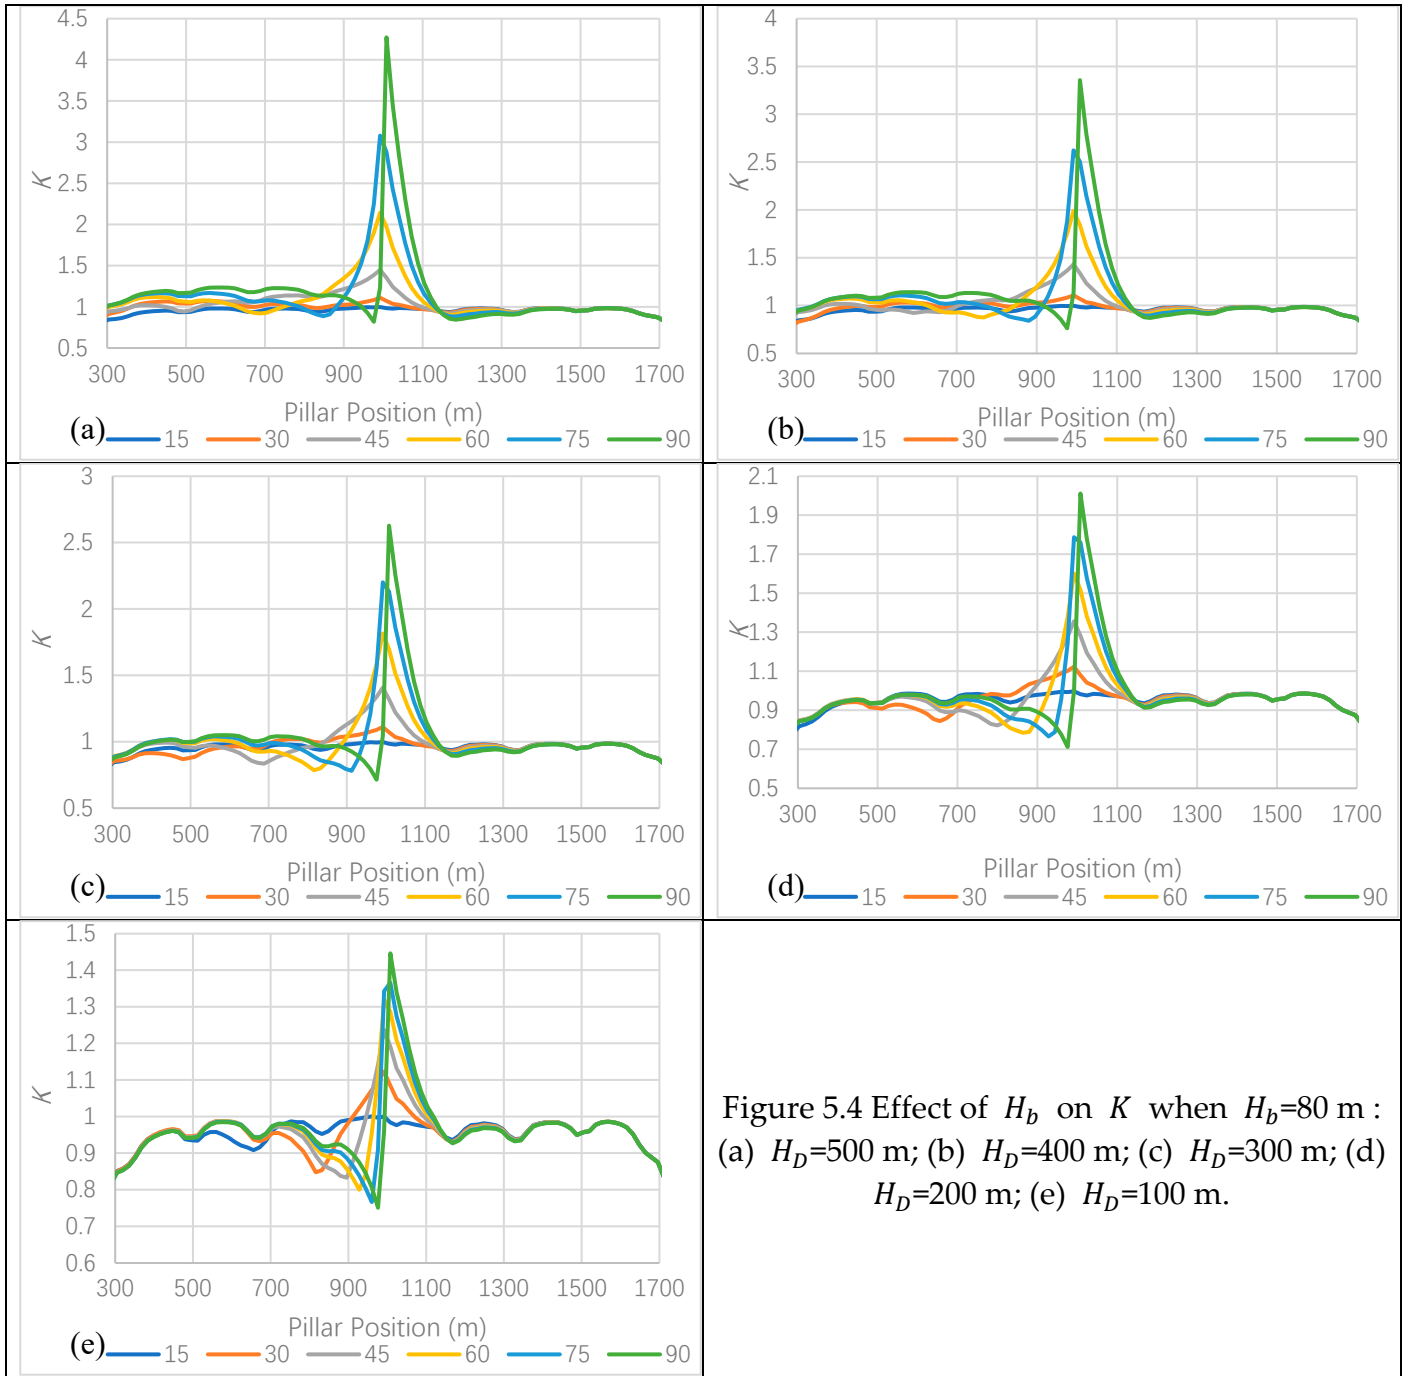 4.5
4
3.5
3
K 2.5
2
1.5
1
0.5
300 500 700 900 1100 1300 1500 1700
Pillar Position (m)
(a) 15 30 45 60 75 90
4
3.5
3
2.5
K
2
1.5
1
0.5
300 500 700 900 1100 1300 1500 1700
Pillar Position (m)
(b) 15 30 45 60 75 90
3
2.5
2
K
1.5
1
0.5
300 500 700 900 1100 1300 1500 1700
Pillar Position (m)
(c) 15 30 45 60 75 90
2.1
1.9
1.7
1.5
K 1.3
1.1
0.9
0.7
0.5
300 500 700 900 1100 1300 1500 1700
Pillar Position (m)
(d) 15 30 45 60 75 90
1.5
1.4
1.3
1.2
1.1
K
1
0.9
0.8
0.7
0.6
300 500 700 900 1100 1300 1500 1700
Pillar Position (m)
(e) 15 30 45 60 75 90
Figure 5.4 Effect of H_b on K when H_b=80 m :
(a) H_D=500 m; (b) H_D=400 m; (c) H_D=300 m; (d)
H_D=200 m; (e) H_D=100 m.